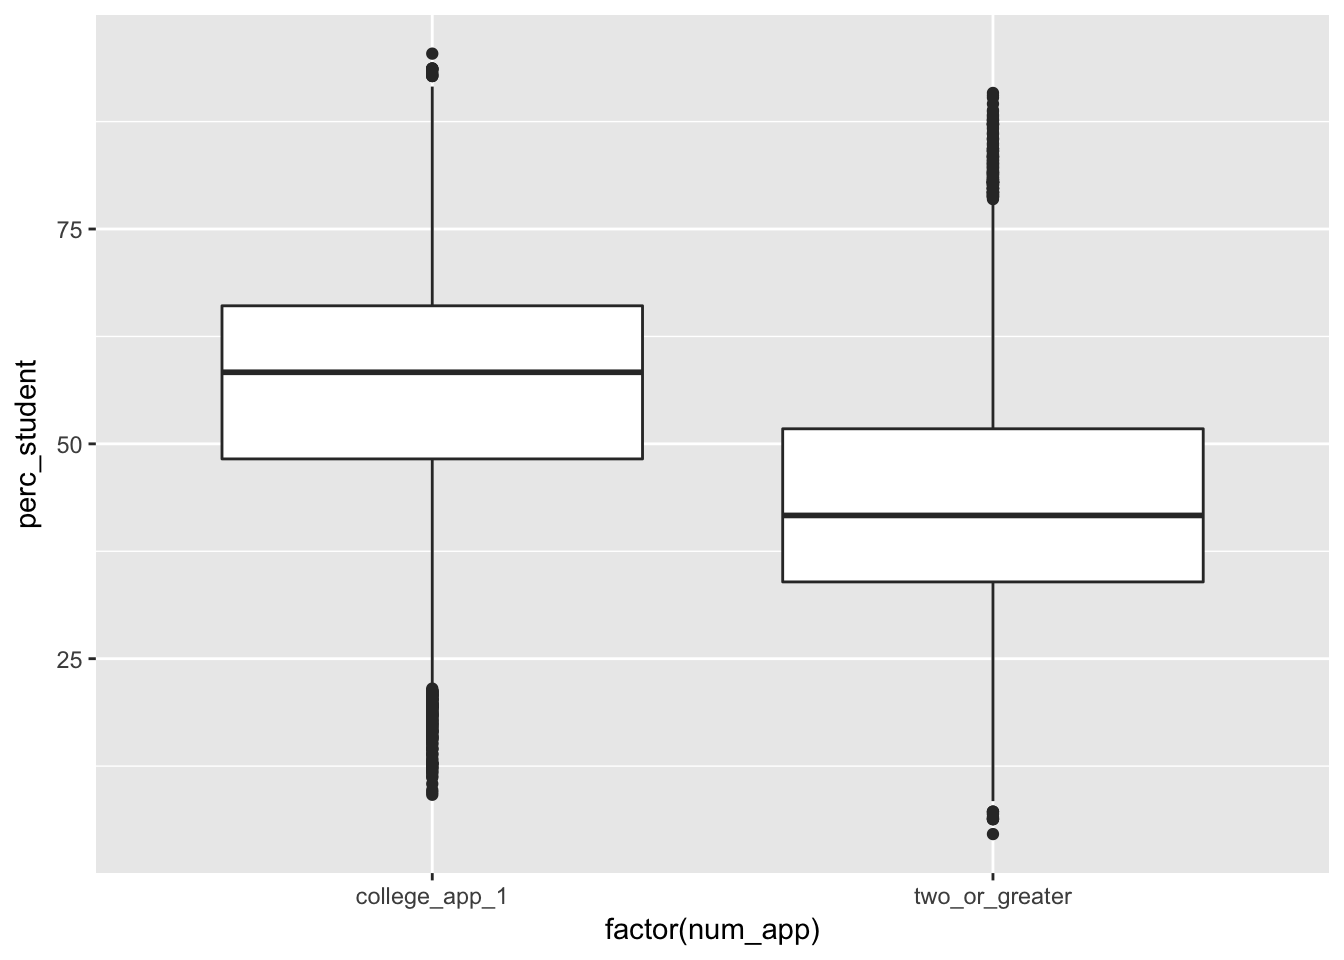 75
50
25
perc_student
college_app_1
two_or_greater
factor(num_app)